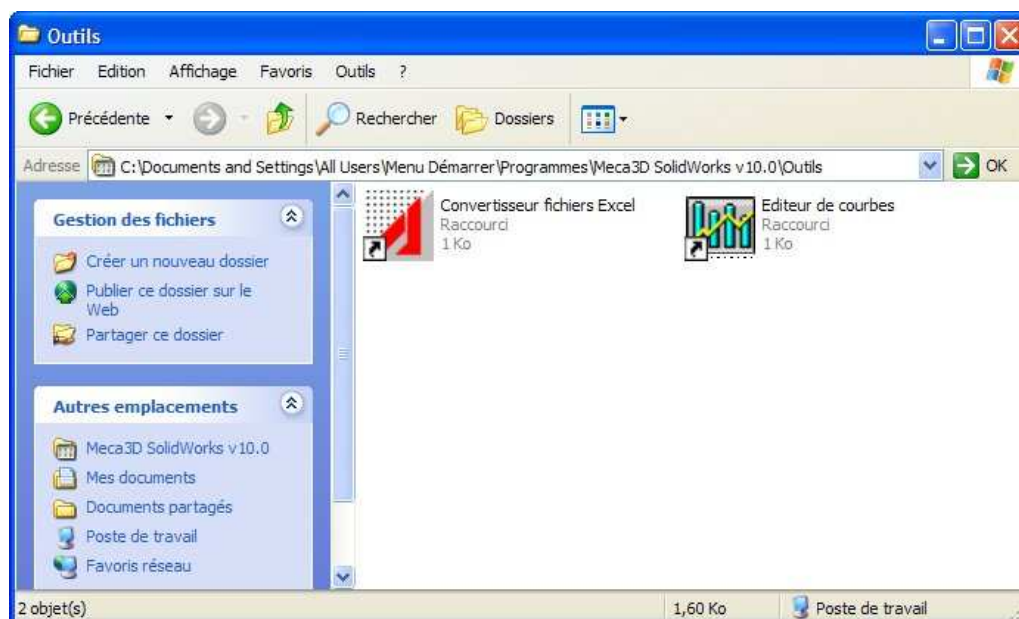 Outils
Fichier Edition Affichage Favoris Outils ?
Précédente Rechercher Dossiers
Adresse C:\Documents and Settings\All Users\Menu Démarrer\Programmes\Meca3D SolidWorks v10.0\Outils OK
Gestion des fichiers
Créer un nouveau dossier
Publier ce dossier sur le
Web
Partager ce dossier
Autres emplacements
Meca3D SolidWorks v10.0
Mes documents
Documents partagés
Poste de travail
Favoris réseau
Convertisseur fichiers Excel
Raccourci
1 Ko
Editeur de courbes
Raccourci
1 Ko
2 objet(s) 1,60 Ko Poste de travail